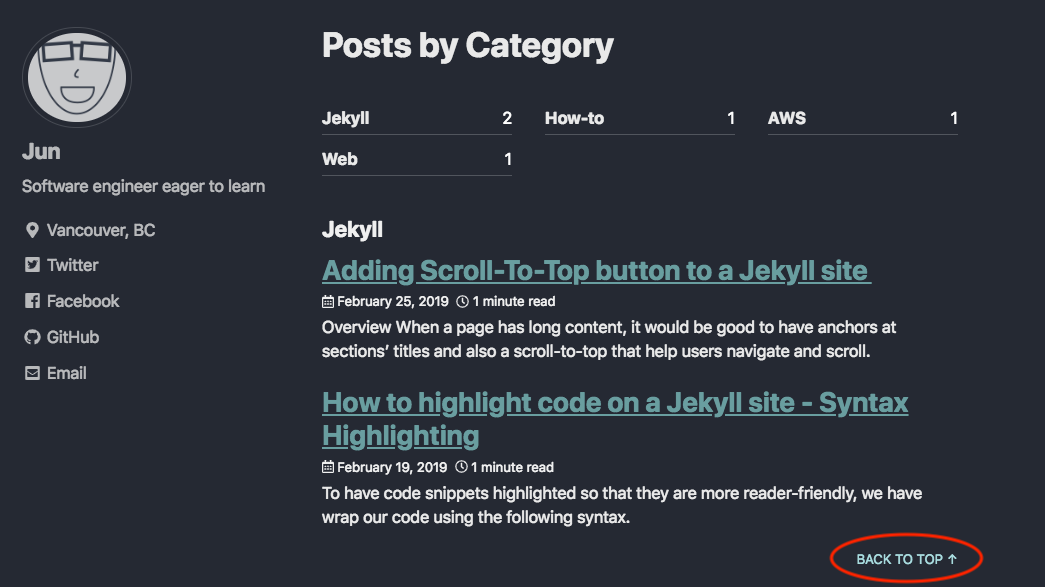 Jun
Software engineer eager to learn
Vancouver, BC
Twitter
Facebook
GitHub
Email
Posts by Category
Jekyll 2
How-to 1
AWS 1
Web 1
Jekyll
Adding Scroll-To-Top button to a Jekyll site
February 25, 2019 1 minute read
Overview When a page has long content, it would be good to have anchors at
sections’ titles and also a scroll-to-top that help users navigate and scroll.
How to highlight code on a Jekyll site - Syntax
Highlighting
February 19, 2019 1 minute read
To have code snippets highlighted so that they are more reader-friendly, we have
wrap our code using the following syntax.
BACK TO TOP ↑